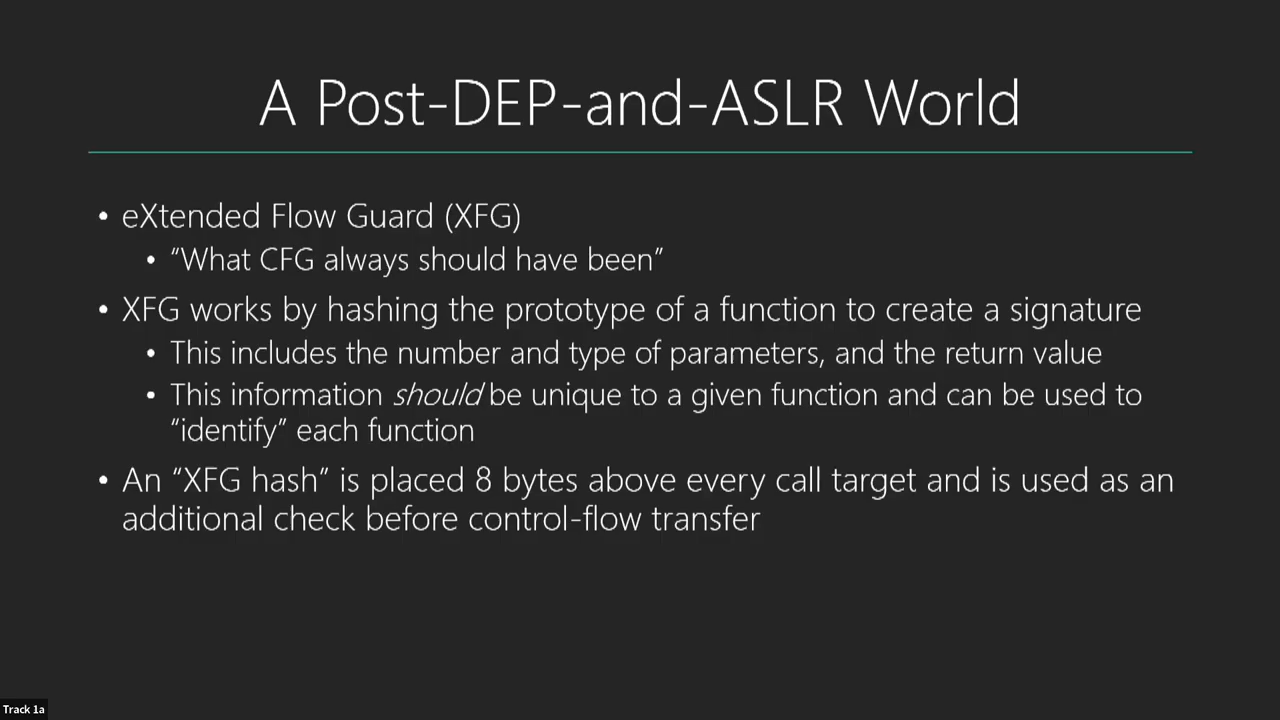 A Post-DEP-and-ASLR World
• eXtended Flow Guard (XFG)
• “What CFG always should have been”
• XFG works by hashing the prototype of a function to create a signature
• This includes the number and type of parameters, and the return value
• This information should be unique to a given function and can be used to
“identify” each function
• An “XFG hash” is placed 8 bytes above every call target and is used as an
additional check before control-flow transfer
Track 1a